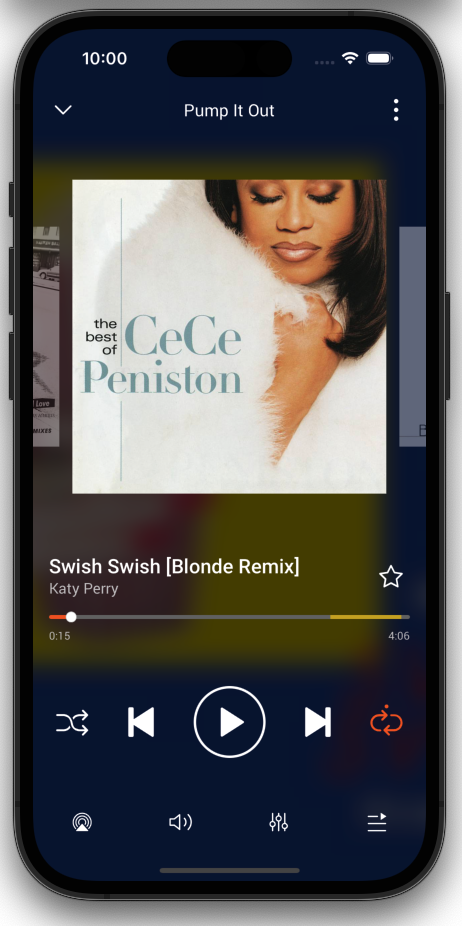 10:00
Pump It Out
the
best
of
CeCe
Peniston
Love
MIXES
Swish Swish [Blonde Remix]
Katy Perry
0:15
4:06